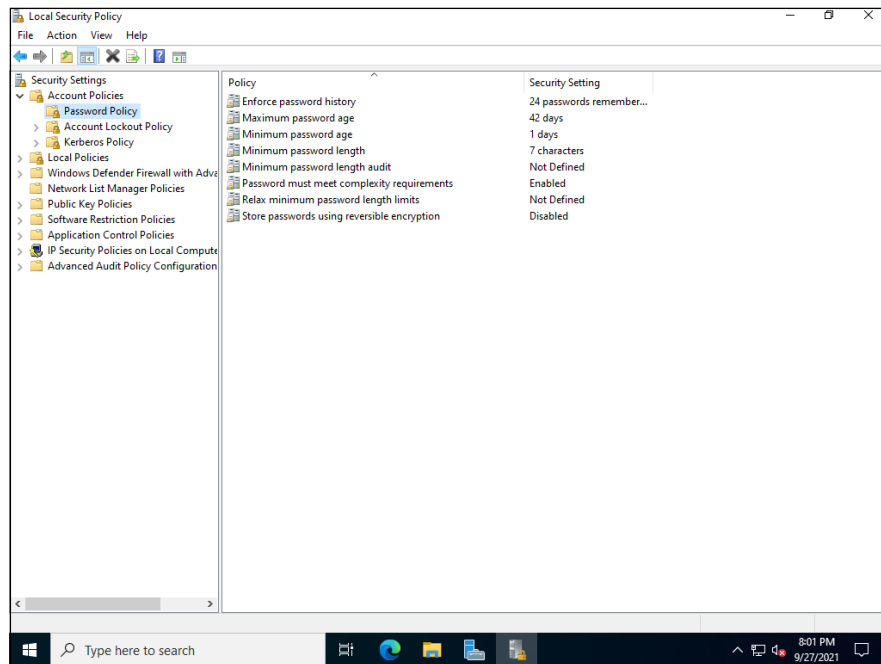 Local Security Policy
File Action View Help
Security Settings
Account Policies
Password Policy
Account Lockout Policy
Kerberos Policy
Local Policies
Windows Defender Firewall with Adva
Network List Manager Policies
Public Key Policies
Software Restriction Policies
Application Control Policies
IP Security Policies on Local Compute
Advanced Audit Policy Configuration
Policy Security Setting
Enforce password history 24 passwords remember...
Maximum password age 42 days
Minimum password age 1 days
Minimum password length 7 characters
Minimum password length audit Not Defined
Password must meet complexity requirements Enabled
Relax minimum password length limits Not Defined
Store passwords using reversible encryption Disabled
Type here to search
8:01 PM
9/27/2021